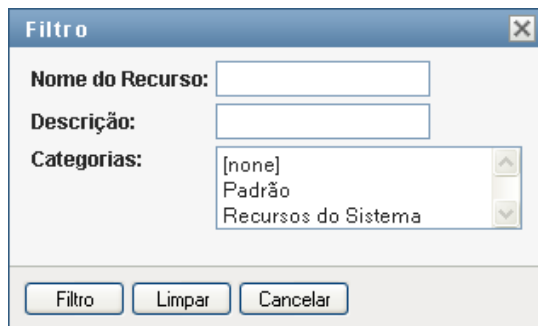 Filtro
Nome do Recurso:
Descrição:
Categorias:
[none]
Padrão
Recursos do Sistema
Filtro Limpar Cancelar